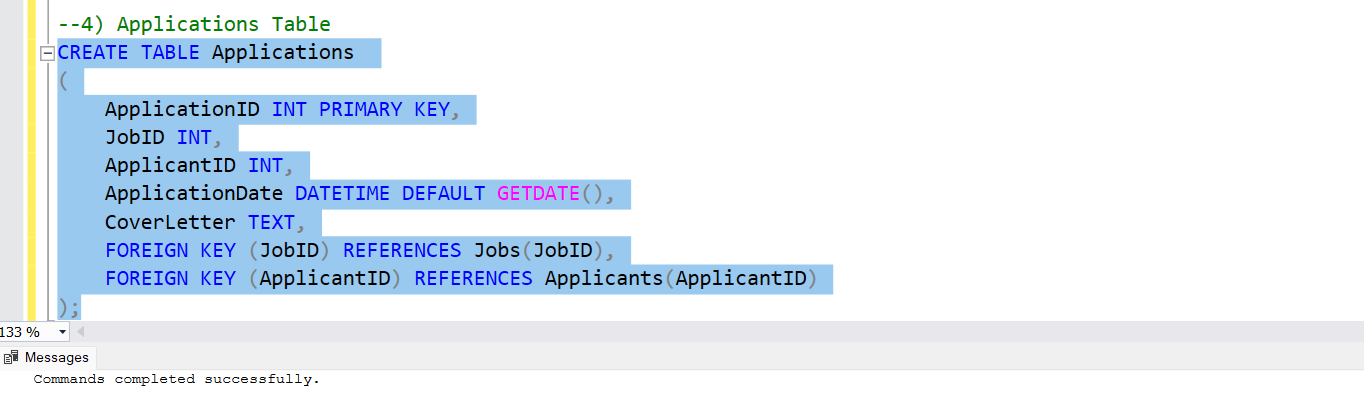 --4) Applications Table
CREATE TABLE Applications
(
    ApplicationID INT PRIMARY KEY,
    JobID INT,
    ApplicantID INT,
    ApplicationDate DATETIME DEFAULT GETDATE(),
    CoverLetter TEXT,
    FOREIGN KEY (JobID) REFERENCES Jobs(JobID),
    FOREIGN KEY (ApplicantID) REFERENCES Applicants(ApplicantID)
);
133 %
Messages
Commands completed successfully.